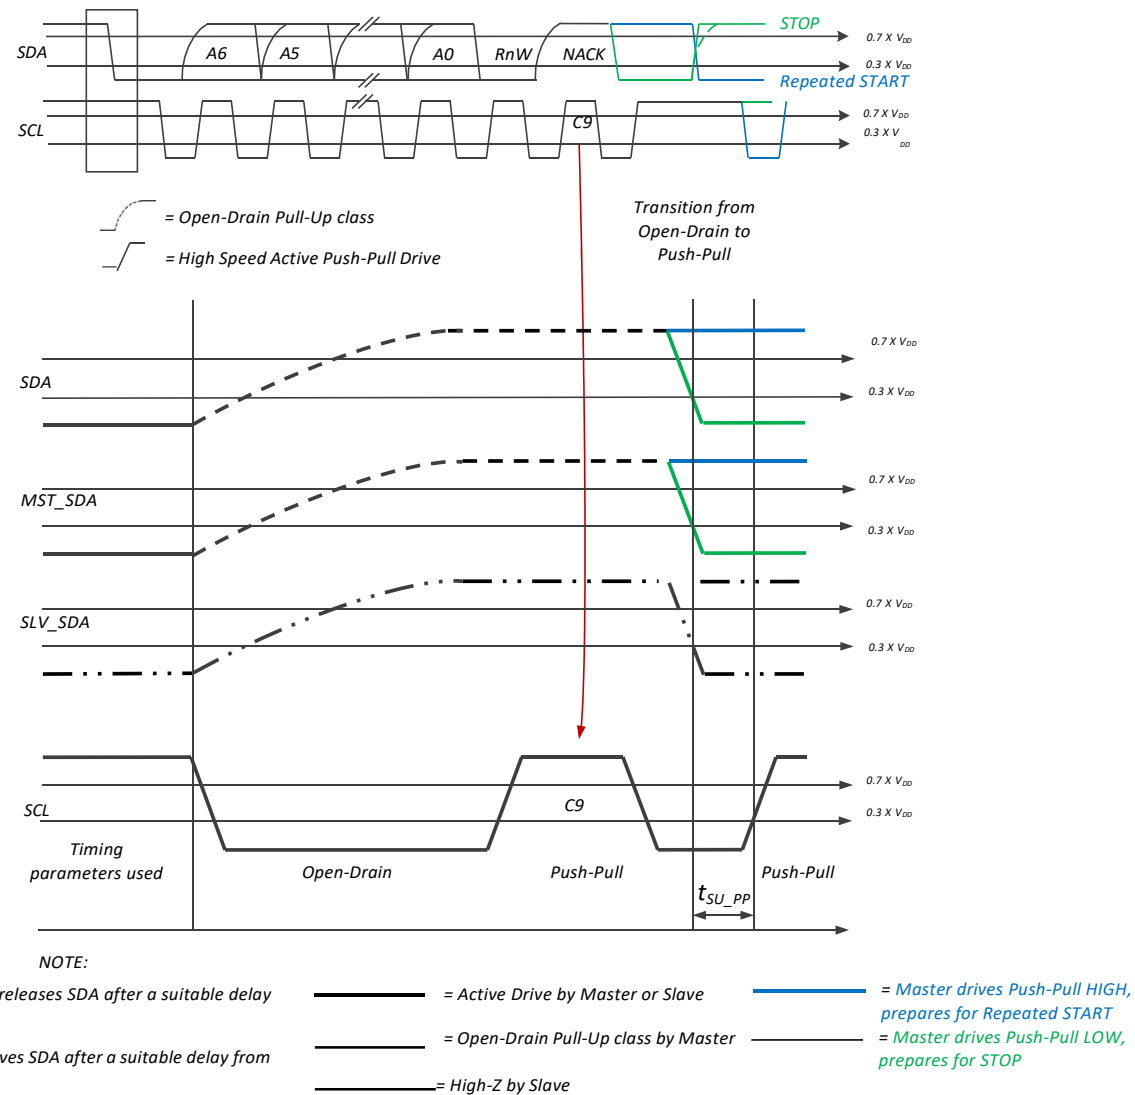 STOP
SDA
A6
A5
A0
RnW
NACK
0.7 X VDD
0.3 X VDD
Repeated START
SCL
C9
0.7 X VDD
0.3 X V
DD
= Open-Drain Pull-Up class
= High Speed Active Push-Pull Drive
Transition from
Open-Drain to
Push-Pull
SDA
0.7 X VDD
0.3 X VDD
MST_SDA
0.7 X VDD
0.3 X VDD
SLV_SDA
0.7 X VDD
0.3 X VDD
SCL
C9
0.7 X VDD
0.3 X VDD
Timing
parameters used
Open-Drain
Push-Pull
Push-Pull
tSU_PP
NOTE:
releases SDA after a suitable delay
= Active Drive by Master or Slave
= Master drives Push-Pull HIGH,
prepares for Repeated START
ves SDA after a suitable delay from
= Open-Drain Pull-Up class by Master
= Master drives Push-Pull LOW,
prepares for STOP
= High-Z by Slave